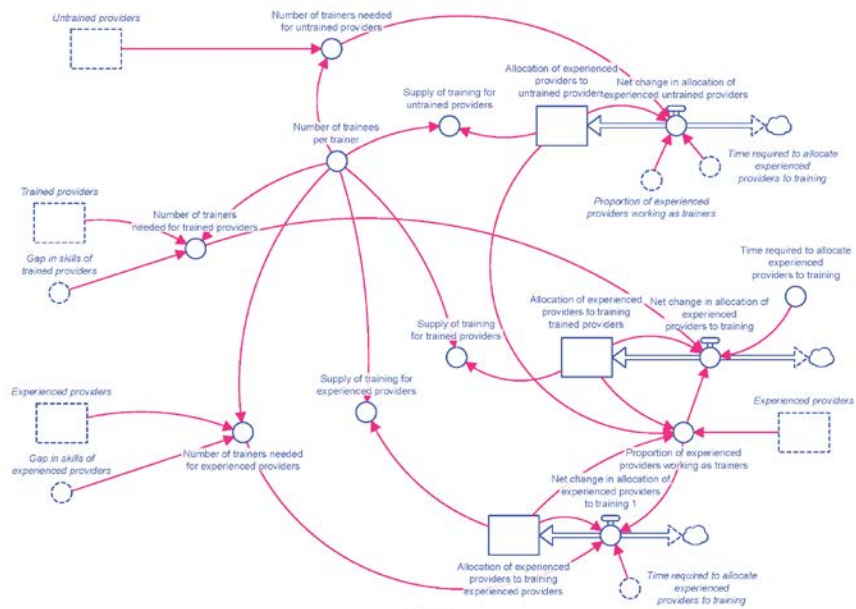 Untrained providers
Number of trainers needed
for untrained providers
Allocation of experienced
providers to
untrained providers
Net change in allocation of
experienced untrained providers
Supply of training for
untrained providers
Number of trainees
per trainer
Time required to allocate
experienced
providers to training
Proportion of experienced
providers working as trainers
Trained providers
Number of trainers
needed for trained providers
Gap in skills of
trained providers
Time required to allocate
experienced
providers to training
Allocation of experienced
providers to training
trained providers
Net change in allocation of
experienced
providers to training
Supply of training
for trained providers
Supply of training for
experienced providers
Experienced providers
Experienced providers
Number of trainers needed
for experienced providers
Gap in skills of
experienced providers
Proportion of experienced
providers working as trainers
Net change in allocation
of experienced providers
to training 1
Allocation of experienced
providers to training
experienced providers
Time required to allocate
experienced
providers to training